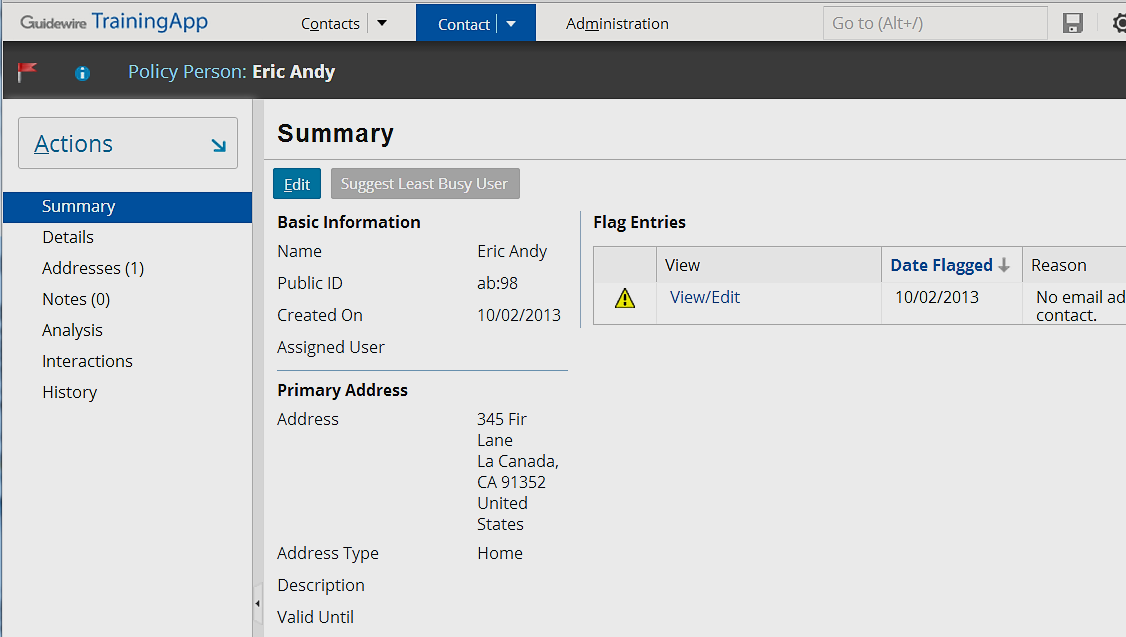 Guidewire TrainingApp
Contacts
Contact
Administration
Go to (Alt+/)
Policy Person: Eric Andy
Actions
Summary
Details
Addresses (1)
Notes (0)
Analysis
Interactions
History
Summary
Edit
Suggest Least Busy User
Basic Information
Name Eric Andy
Public ID ab:98
Created On 10/02/2013
Assigned User
Primary Address
Address 345 Fir
Lane
La Canada,
CA 91352
United
States
Address Type Home
Description
Valid Until
Flag Entries
View Date Flagged Reason
View/Edit 10/02/2013 No email ad
contact.